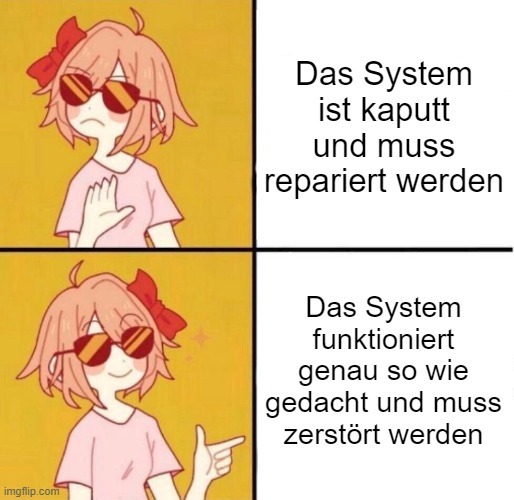 Das System
ist kaputt
und muss
repariert werden
Das System
funktioniert
genau so wie
gedacht und muss
zerstört werden
imgflip.com